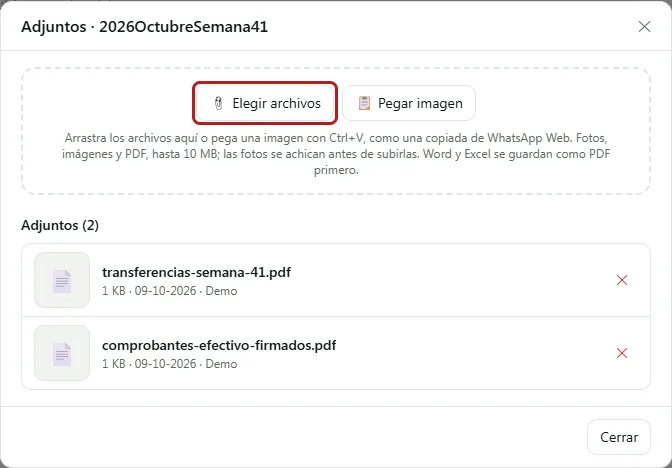 Adjuntos · 2026OctubreSemana41
Elegir archivos
Pegar imagen
Arrastra los archivos aquí o pega una imagen con Ctrl+V, como una copiada de WhatsApp Web. Fotos,
imágenes y PDF, hasta 10 MB; las fotos se achican antes de subirlas. Word y Excel se guardan como PDF
primero.
Adjuntos (2)
transferencias-semana-41.pdf
1 KB · 09-10-2026 · Demo
comprobantes-efectivo-firmados.pdf
1 KB · 09-10-2026 · Demo
Cerrar